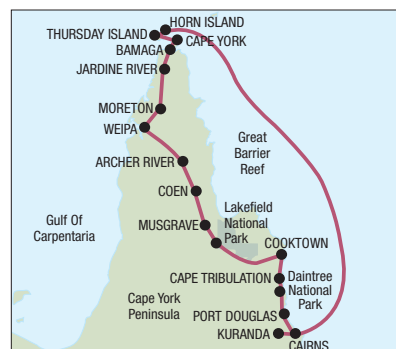 HORN ISLAND
THURSDAY ISLAND
CAPE YORK
BAMAGA
JARDINE RIVER
MORETON
WEIPA
Great
Barrier
Reef
ARCHER RIVER
COEN
Lakefield
National
Park
Gulf Of
Carpentaria
MUSGRAVE
COOKTOWN
CAPE TRIBULATION
Daintree
National
Park
Cape York
Peninsula
PORT DOUGLAS
KURANDA
CAIRNS